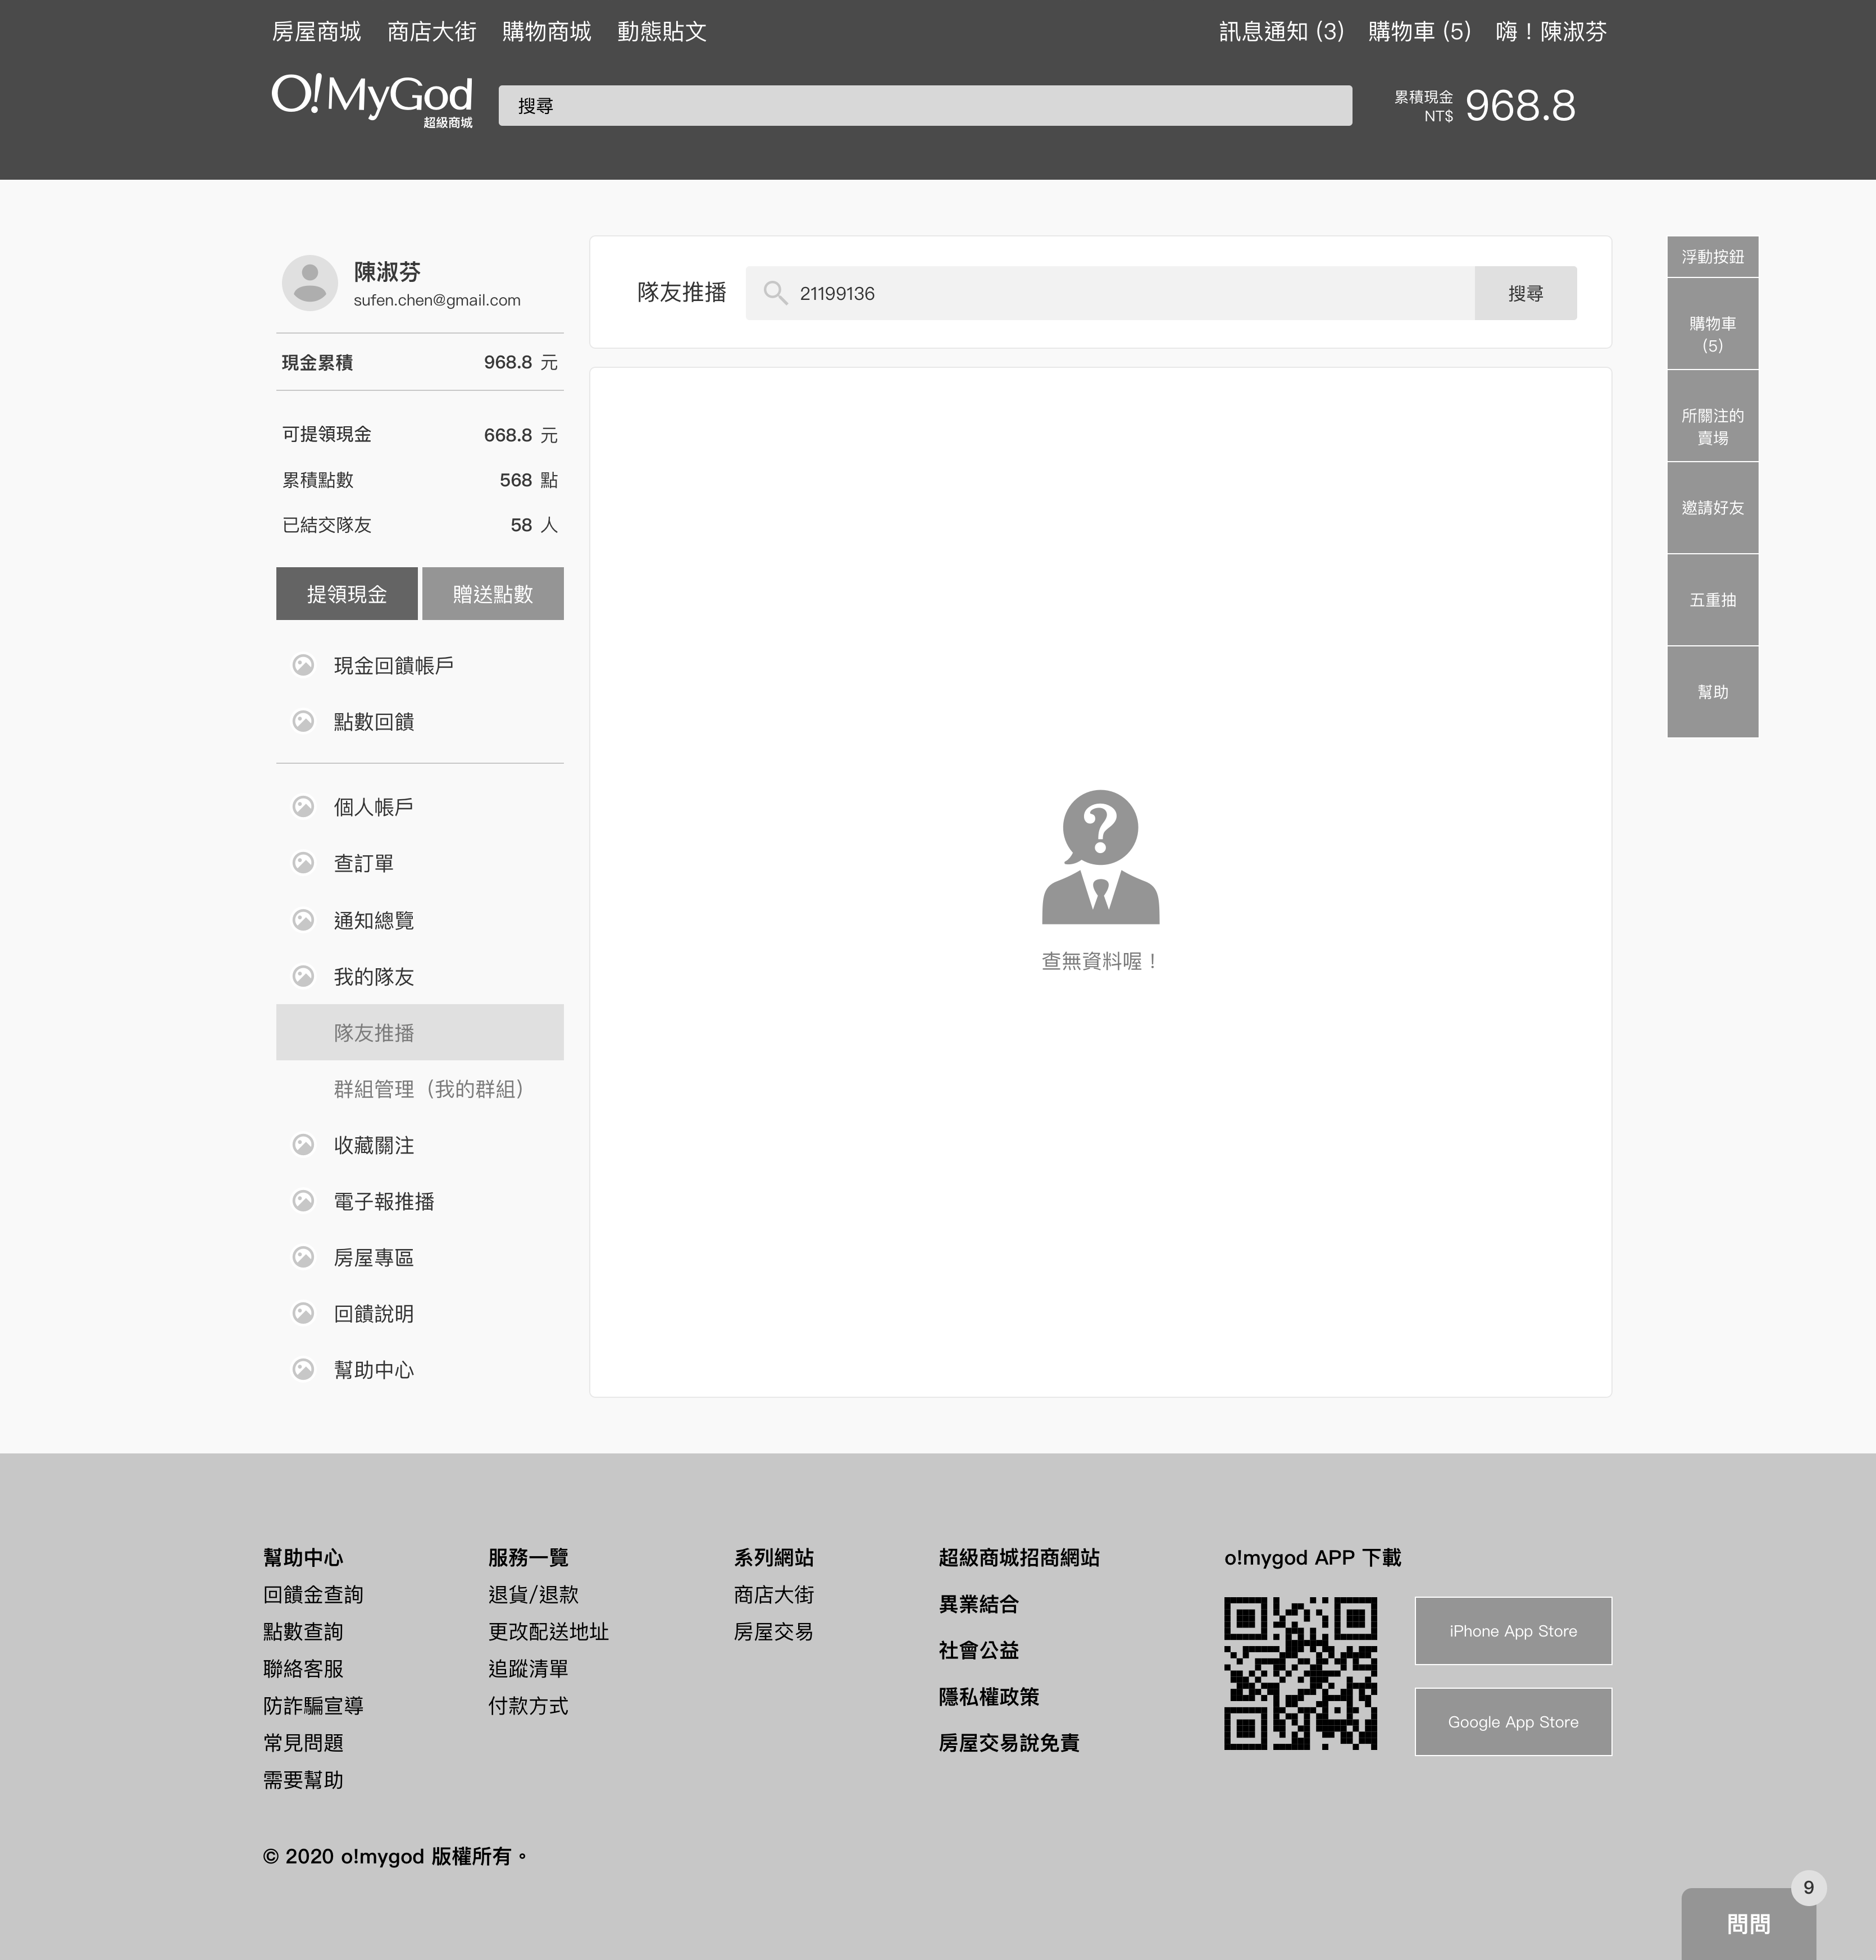 房屋商城 商店大街 購物商城 動態貼文 訊息通知 (3) 購物車 (5) 嗨！陳淑芬
O!MyGod
超級商城
搜尋
累積現金
NT$
968.8
陳淑芬
sufen.chen@gmail.com
現金累積 968.8 元
可提領現金 668.8 元
累積點數 568 點
已結交隊友 58 人
提領現金 贈送點數
現金回饋帳戶
點數回饋
個人帳戶
查訂單
通知總覽
我的隊友
隊友推播
群組管理（我的群組）
收藏關注
電子報推播
房屋專區
回饋說明
幫助中心
隊友推播 21199136 搜尋
查無資料喔！
浮動按鈕
購物車
(5)
所關注的
賣場
邀請好友
五重抽
幫助
幫助中心
回饋金查詢
點數查詢
聯絡客服
防詐騙宣導
常見問題
需要幫助
服務一覽
退貨/退款
更改配送地址
追蹤清單
付款方式
系列網站
商店大街
房屋交易
超級商城招商網站
異業結合
社會公益
隱私權政策
房屋交易說免責
o!mygod APP 下載
iPhone App Store
Google App Store
© 2020 o!mygod 版權所有。
9
問問